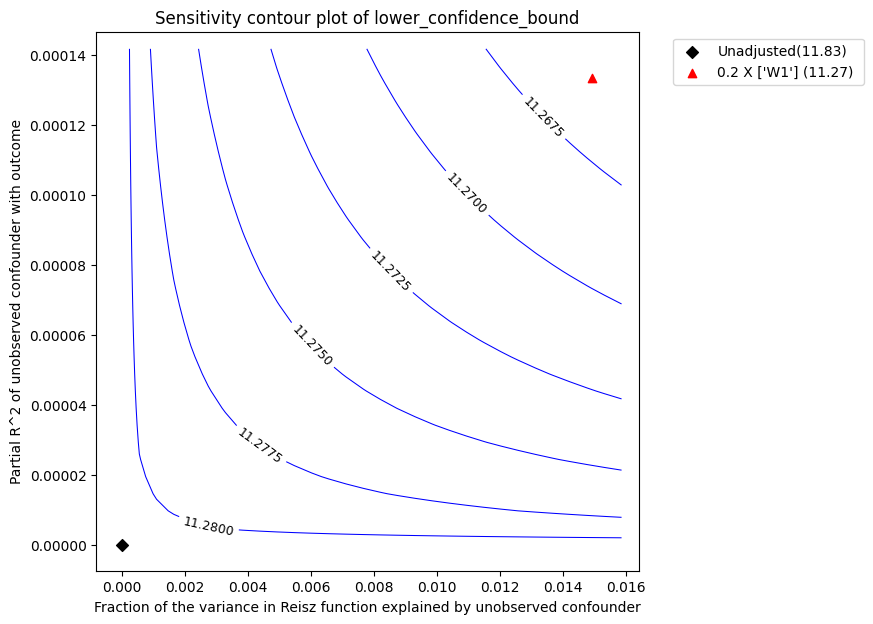 Sensitivity contour plot of lower_confidence_bound
Unadjusted(11.83)
0.2 X ['W1'] (11.27)
Partial R^2 of unobserved confounder with outcome
0.00014
0.00012
0.00010
0.00008
0.00006
0.00004
0.00002
0.00000
11.2675
11.2700
11.2725
11.2750
11.2775
11.2800
0.000 0.002 0.004 0.006 0.008 0.010 0.012 0.014 0.016
Fraction of the variance in Reisz function explained by unobserved confounder